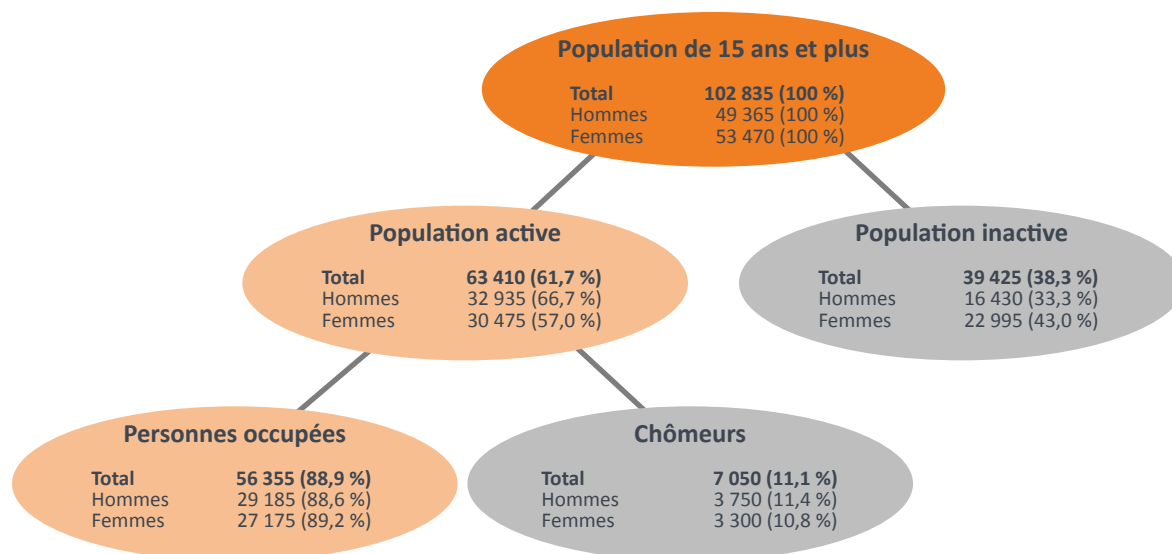 Population de 15 ans et plus
Total 102 835 (100 %)
Hommes 49 365 (100 %)
Femmes 53 470 (100 %)
Population active
Total 63 410 (61,7 %)
Hommes 32 935 (66,7 %)
Femmes 30 475 (57,0 %)
Population inactive
Total 39 425 (38,3 %)
Hommes 16 430 (33,3 %)
Femmes 22 995 (43,0 %)
Personnes occupées
Total 56 355 (88,9 %)
Hommes 29 185 (88,6 %)
Femmes 27 175 (89,2 %)
Chômeurs
Total 7 050 (11,1 %)
Hommes 3 750 (11,4 %)
Femmes 3 300 (10,8 %)